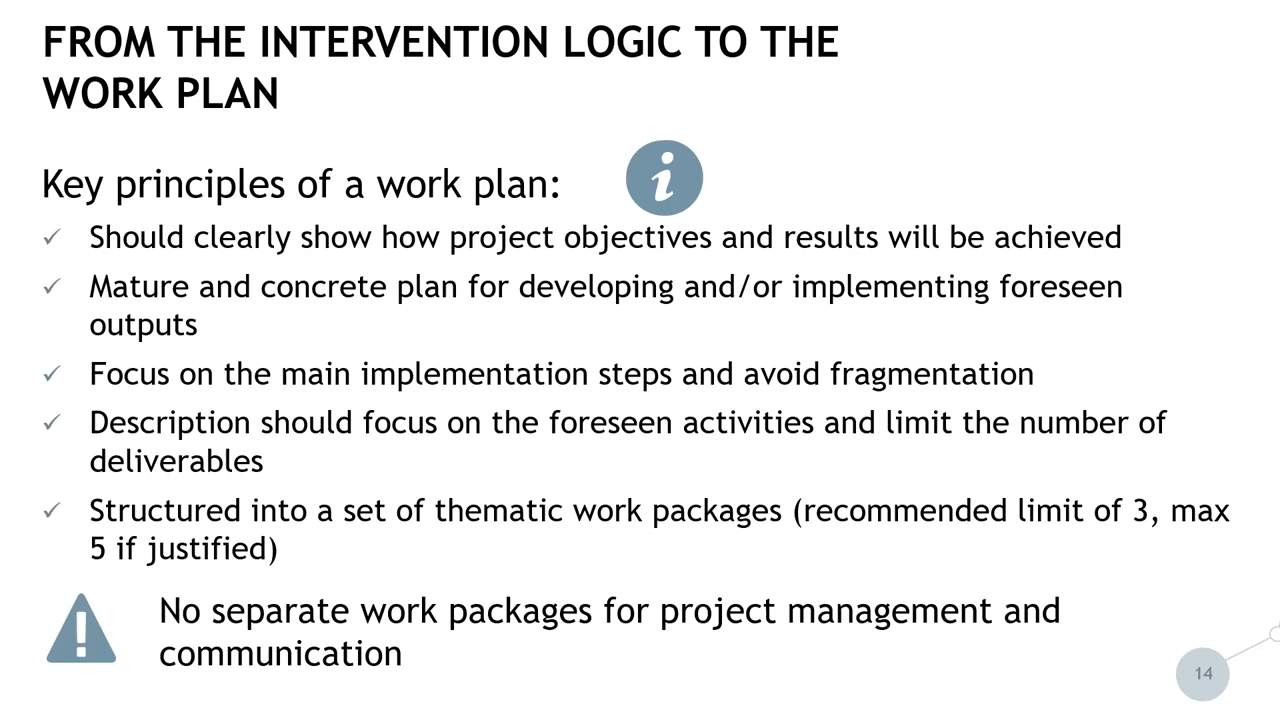 FROM THE INTERVENTION LOGIC TO THE
WORK PLAN
Key principles of a work plan:
Should clearly show how project objectives and results will be achieved
Mature and concrete plan for developing and/or implementing foreseen
outputs
Focus on the main implementation steps and avoid fragmentation
Description should focus on the foreseen activities and limit the number of
deliverables
Structured into a set of thematic work packages (recommended limit of 3, max
5 if justified)
No separate work packages for project management and
communication
14